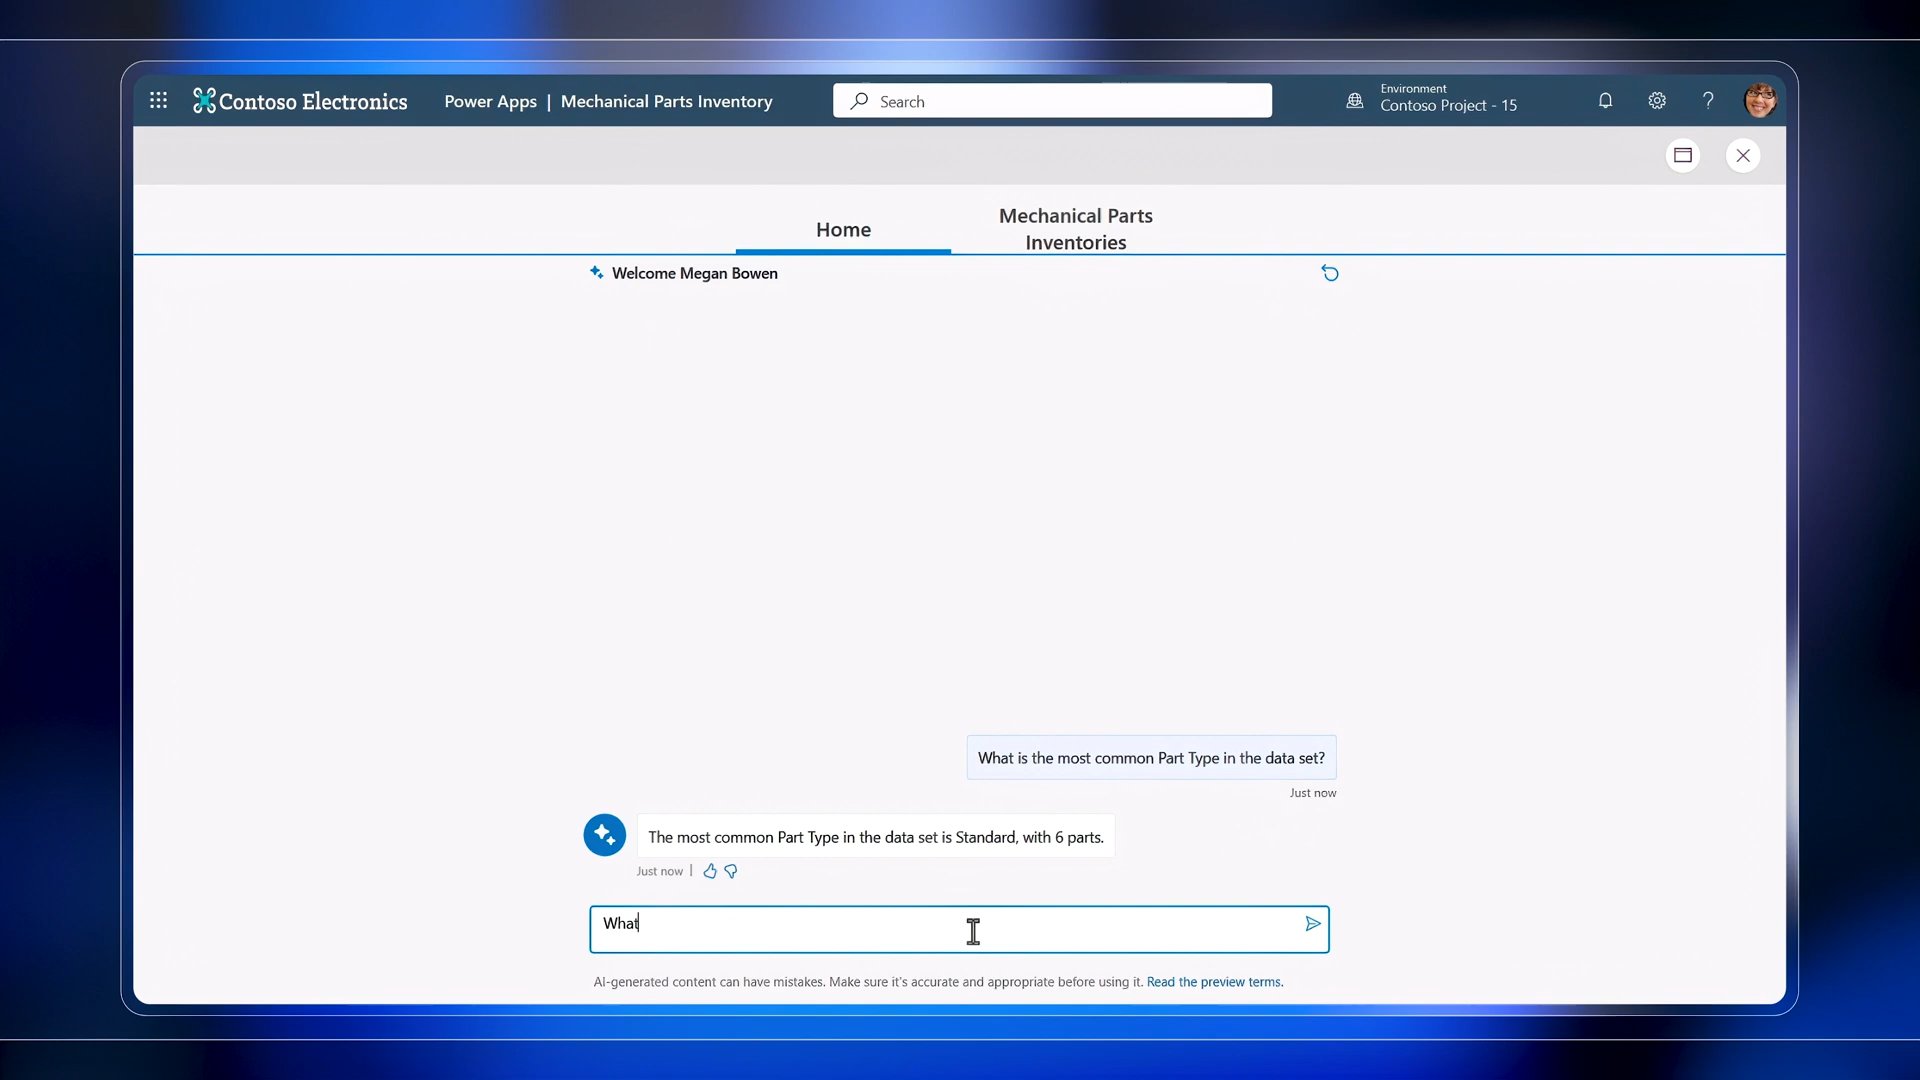 Contoso Electronics
Power Apps | Mechanical Parts Inventory
Search
Environment
Contoso Project - 15
?
Home
Mechanical Parts
Inventories
Welcome Megan Bowen
What is the most common Part Type in the data set?
Just now
The most common Part Type in the data set is Standard, with 6 parts.
Just now |
What
AI-generated content can have mistakes. Make sure it's accurate and appropriate before using it. Read the preview terms.